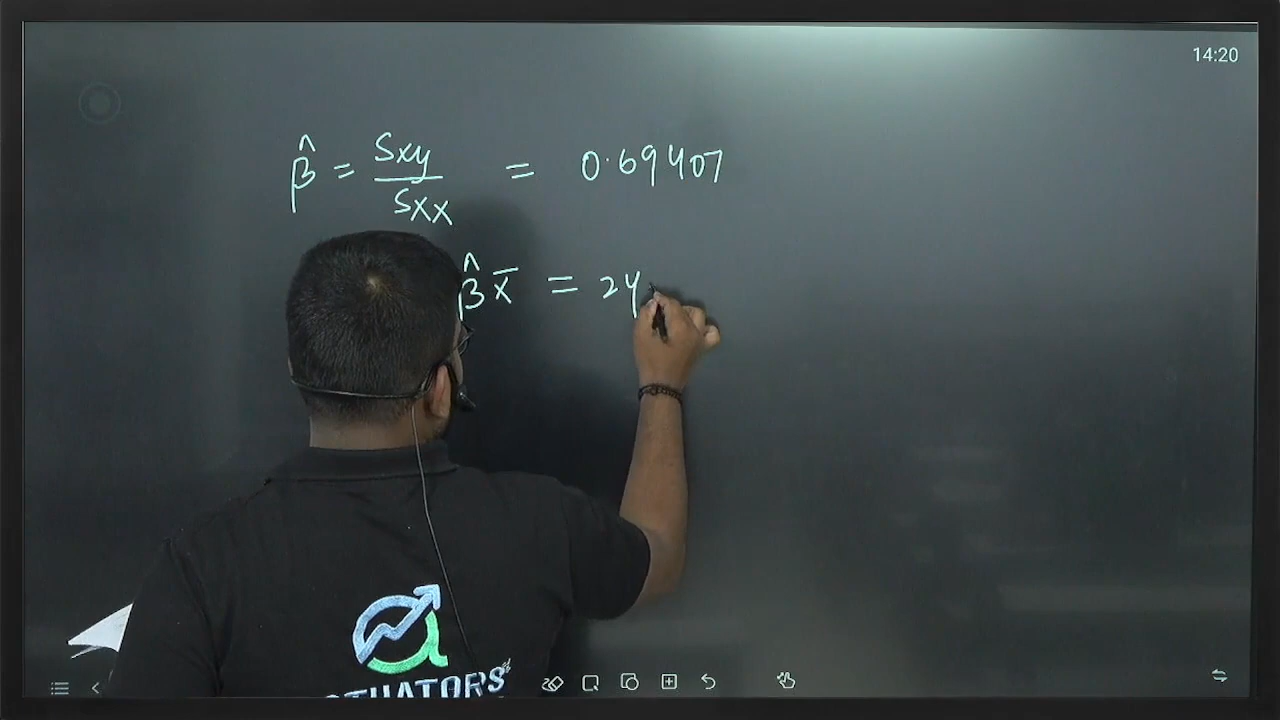 14:20
β̂ = Sxy / Sxx = 0.69407
β̂ x̄ = 24